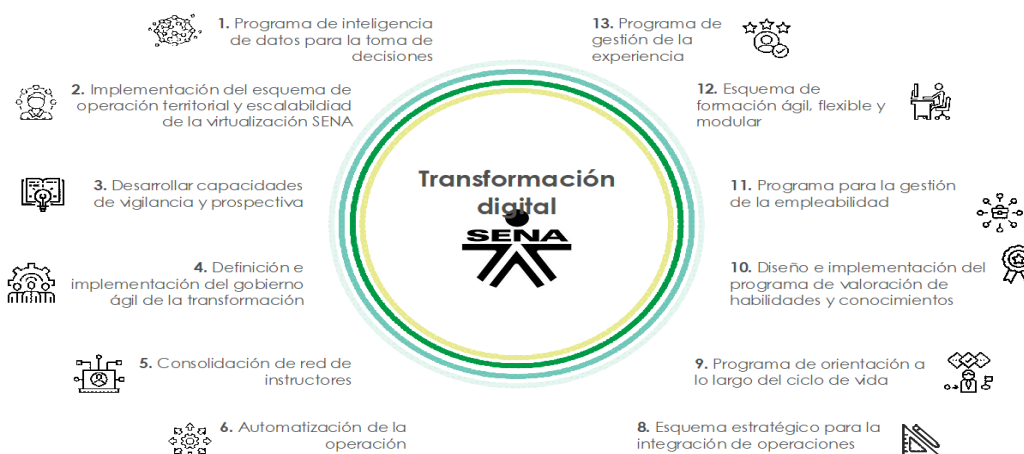 1. Programa de inteligencia
de datos para la toma de
decisiones
2. Implementación del esquema de
operación territorial y escalabildiad
de la virtualización SENA
3. Desarrollar capacidades
de vigilancia y prospectiva
4. Definición e
implementación del gobierno
ágil de la transformación
5. Consolidación de red de
instructores
6. Automatización de la
operación
Transformación
digital
SENA
13. Programa de
gestión de la
experiencia
12. Esquema de
formación ágil, flexible y
modular
11. Programa para la gestión
de la empleabilidad
10. Diseño e implementación del
programa de valoración de
habilidades y conocimientos
9. Programa de orientación a
lo largo del ciclo de vida
8. Esquema estratégico para la
integración de operaciones